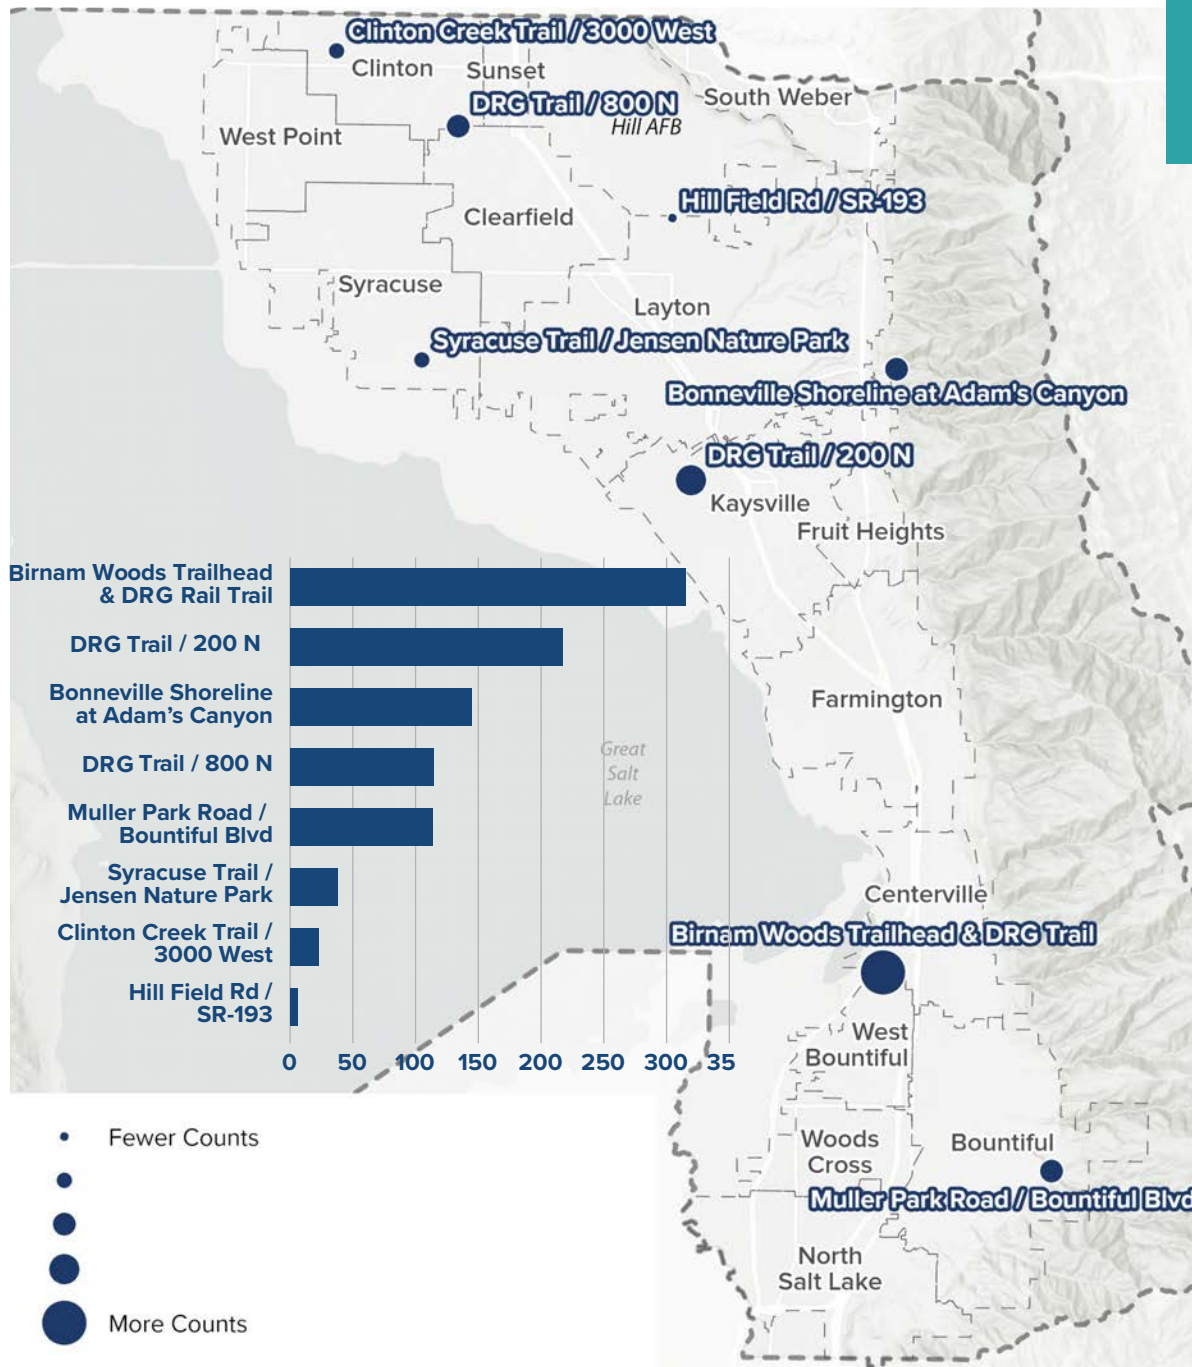 Clinton Creek Trail / 3000 West
Clinton
Sunset
DRG Trail / 800 N
South Weber
Hill AFB
West Point
Hill Field Rd / SR-193
Clearfield
Syracuse
Layton
Syracuse Trail / Jensen Nature Park
Bonneville Shoreline at Adam's Canyon
DRG Trail / 200 N
Kaysville
Fruit Heights
Birnam Woods Trailhead
& DRG Rail Trail
DRG Trail / 200 N
Bonneville Shoreline
at Adam's Canyon
DRG Trail / 800 N
Muller Park Road /
Bountiful Blvd
Syracuse Trail /
Jensen Nature Park
Clinton Creek Trail /
3000 West
Hill Field Rd /
SR-193
0 50 100 150 200 250 300 35
Great
Salt
Lake
Farmington
Centerville
Birnam Woods Trailhead & DRG Trail
West
Bountiful
Woods
Cross
Bountiful
Muller Park Road / Bountiful Blvd
North
Salt Lake
Fewer Counts
More Counts